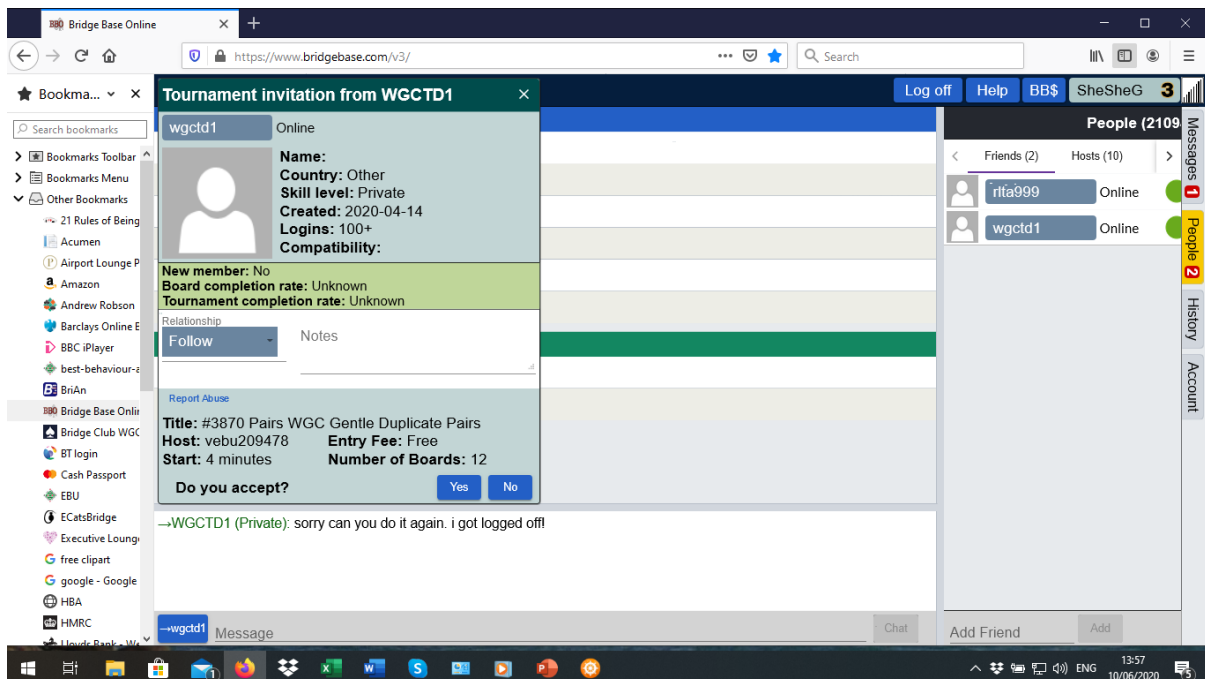 BBO Bridge Base Online
https://www.bridgebase.com/v3/
Search
Bookma...
Search bookmarks
Bookmarks Toolbar
Bookmarks Menu
Other Bookmarks
21 Rules of Being
Acumen
Airport Lounge P
Amazon
Andrew Robson
Barclays Online E
BBC iPlayer
best-behaviour-a
BriAn
Bridge Base Onlin
Bridge Club WGC
BT login
Cash Passport
EBU
ECatsBridge
Executive Lounge
free clipart
google - Google
HBA
HMRC
Lloyds Bank - We
Tournament invitation from WGCTD1
wgctd1 Online
Name:
Country: Other
Skill level: Private
Created: 2020-04-14
Logins: 100+
Compatibility:
New member: No
Board completion rate: Unknown
Tournament completion rate: Unknown
Relationship
Follow
Notes
Report Abuse
Title: #3870 Pairs WGC Gentle Duplicate Pairs
Host: vebu209478 Entry Fee: Free
Start: 4 minutes Number of Boards: 12
Do you accept? Yes No
→WGCTD1 (Private): sorry can you do it again. i got logged off!
→wgctd1 Message Chat
Log off Help BB$ SheSheG 3
People (2109
Friends (2) Hosts (10)
rita999 Online
wgctd1 Online
Add Friend Add
Messages 1
People 2
History
Account
ENG 13:57
10/06/2020
5